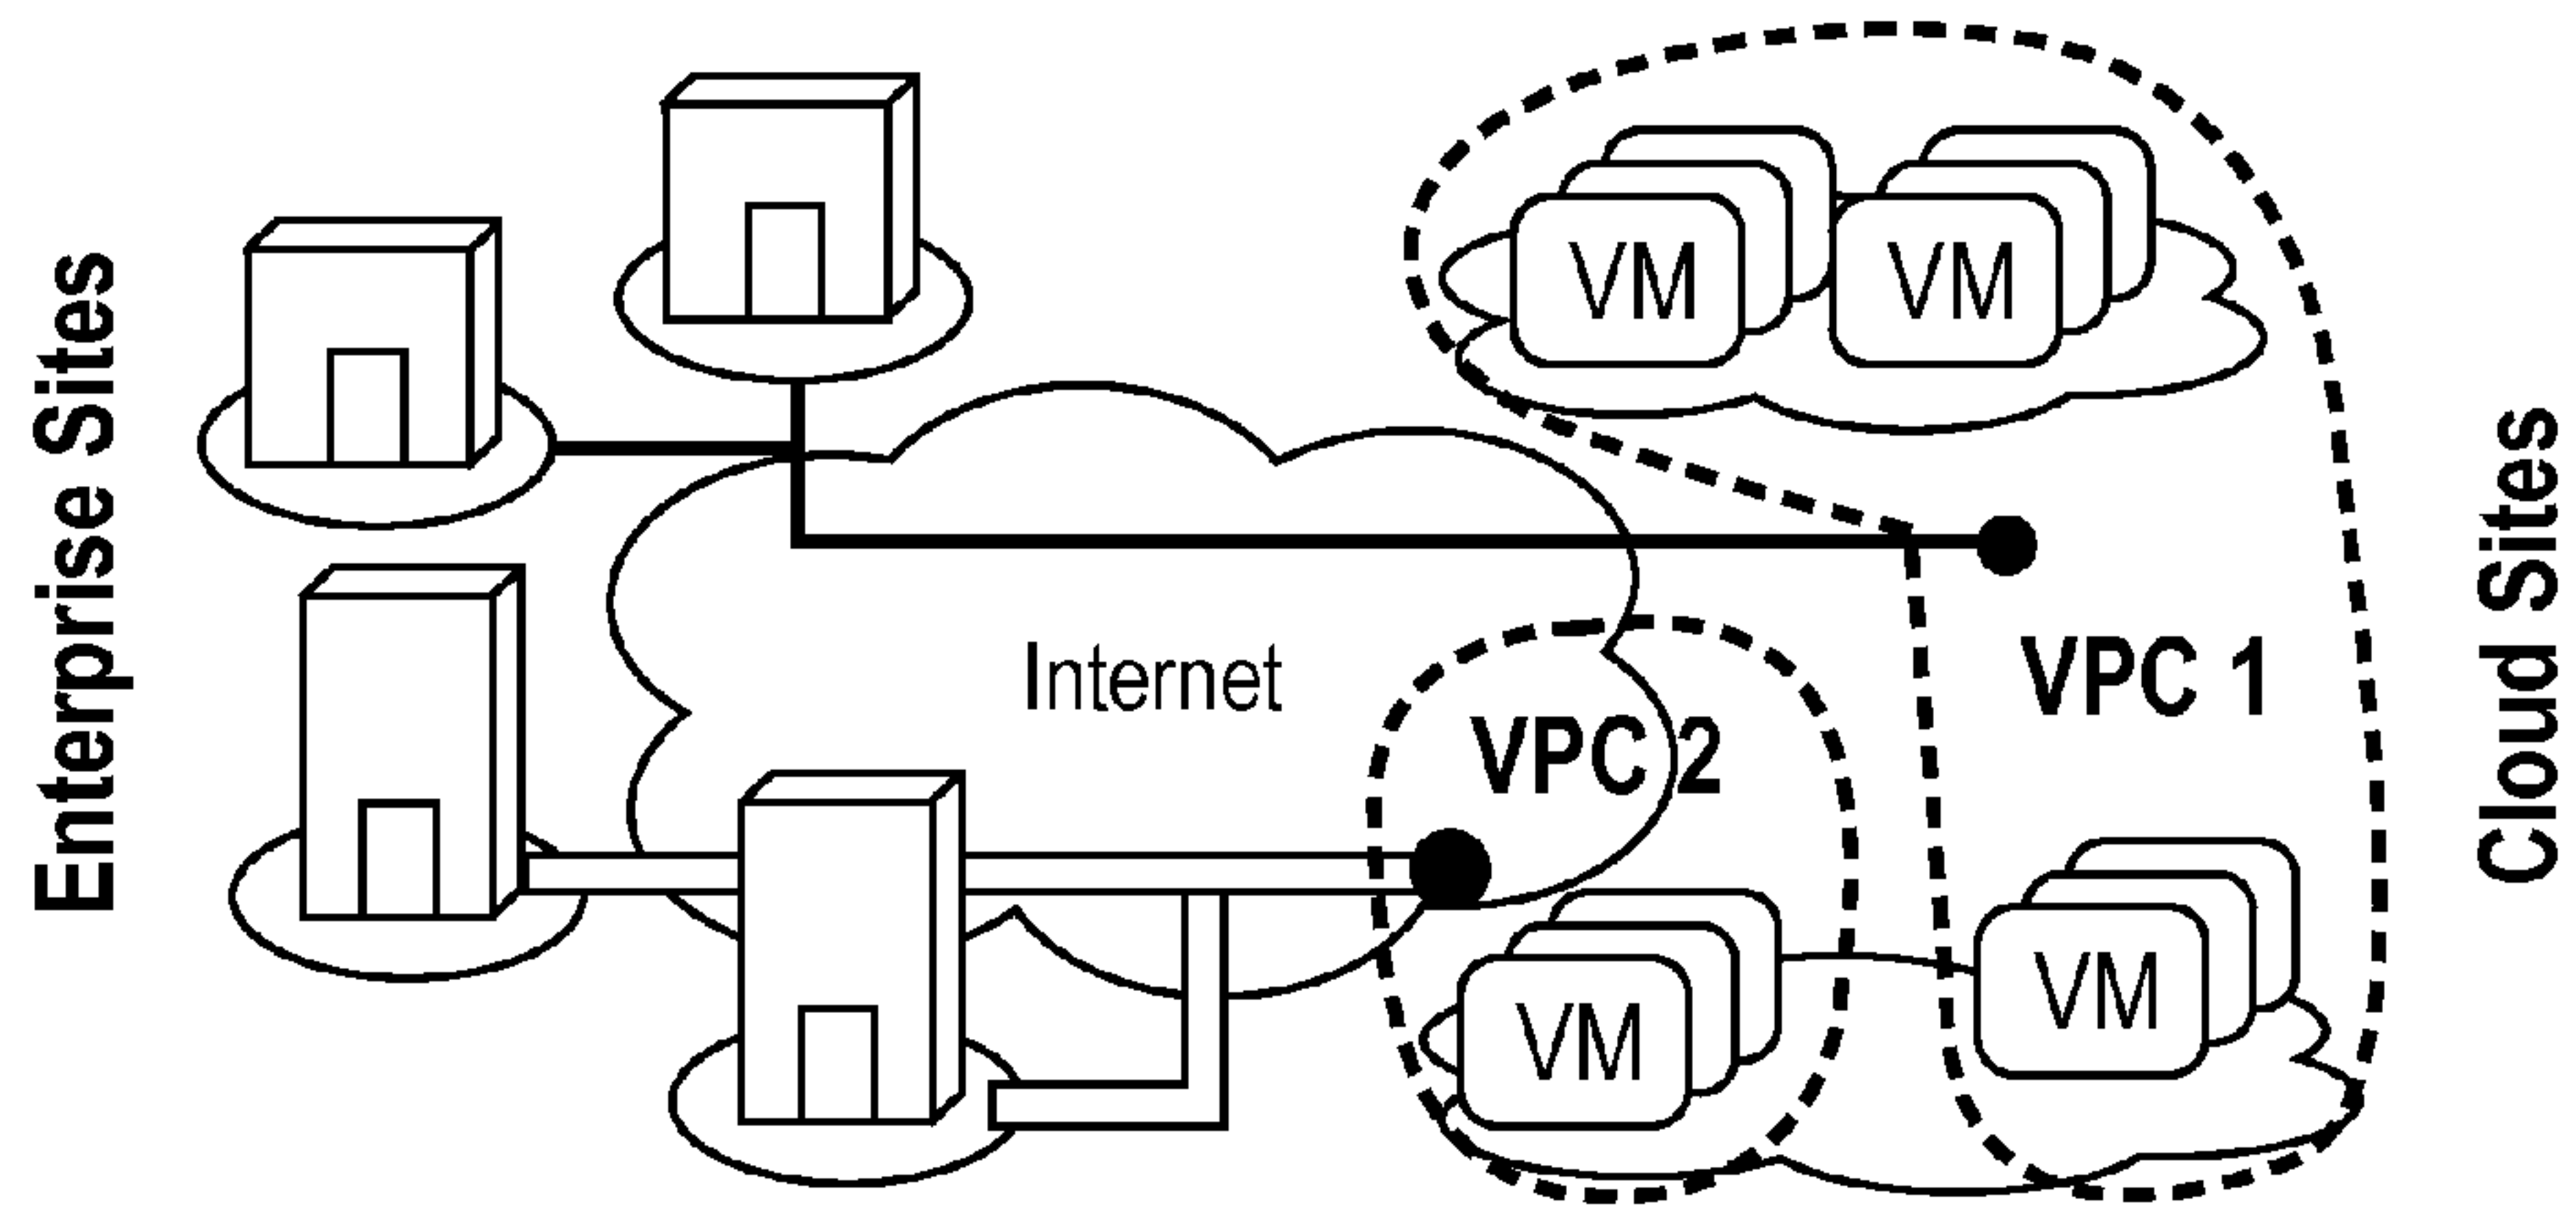 Enterprise Sites
VM VM
Internet
VPC 1
VPC 2
VM
VM
Cloud Sites